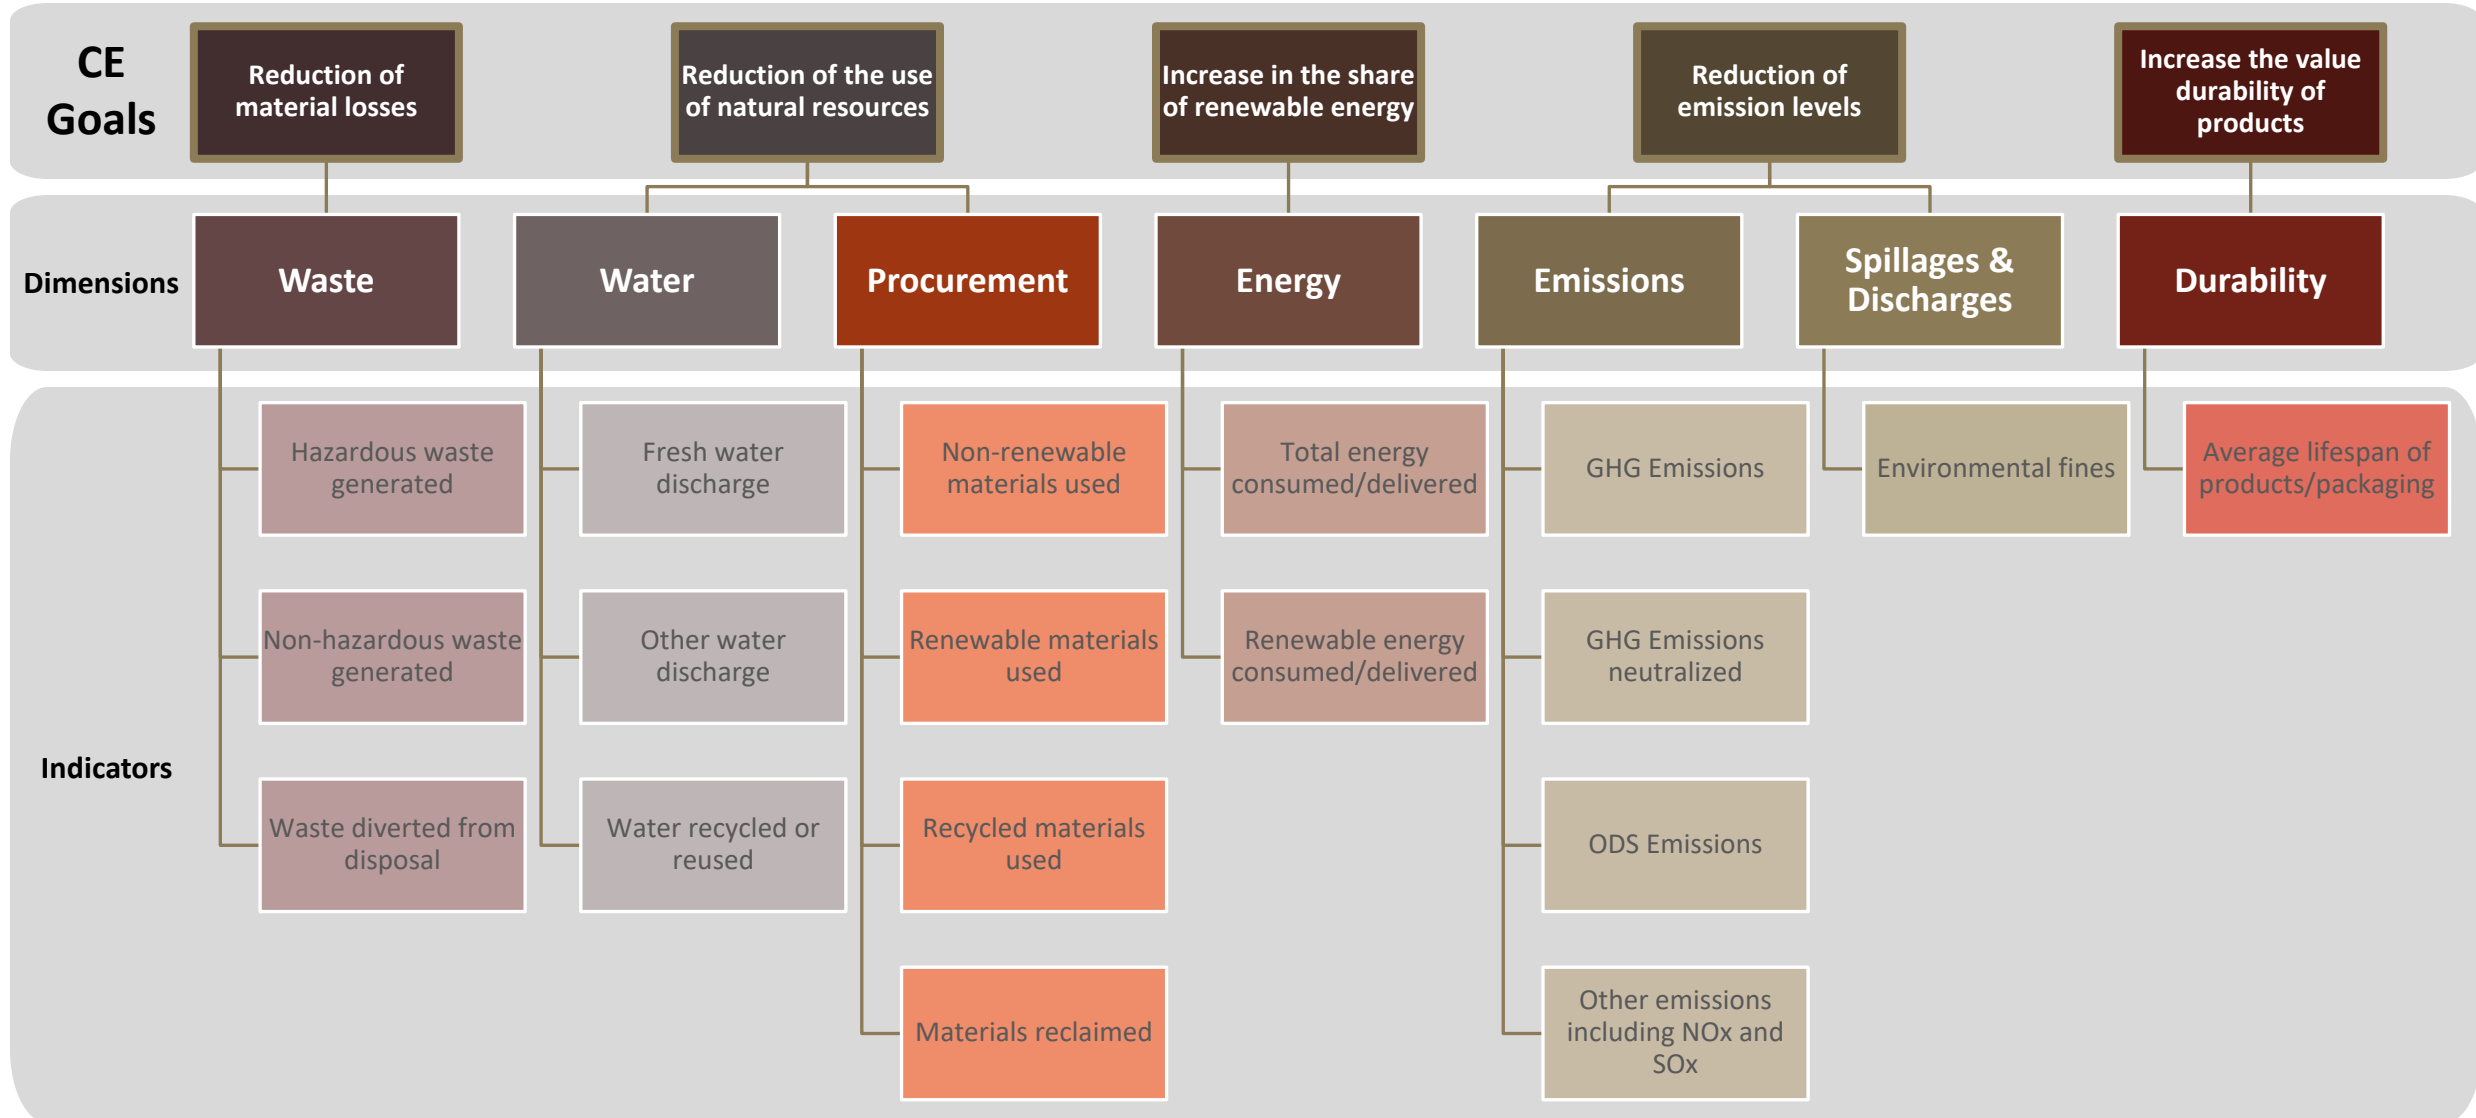 CE
Goals
Reduction of
material losses
Reduction of the use
of natural resources
Increase in the share
of renewable energy
Reduction of
emission levels
Increase the value
durability of
products
Dimensions
Waste
Water
Procurement
Energy
Emissions
Spillages &
Discharges
Durability
Indicators
Hazardous waste
generated
Fresh water
discharge
Non-renewable
materials used
Total energy
consumed/delivered
GHG Emissions
Environmental fines
Average lifespan of
products/packaging
Non-hazardous waste
generated
Other water
discharge
Renewable materials
used
Renewable energy
consumed/delivered
GHG Emissions
neutralized
Waste diverted from
disposal
Water recycled or
reused
Recycled materials
used
ODS Emissions
Materials reclaimed
Other emissions
including NOx and
SOx